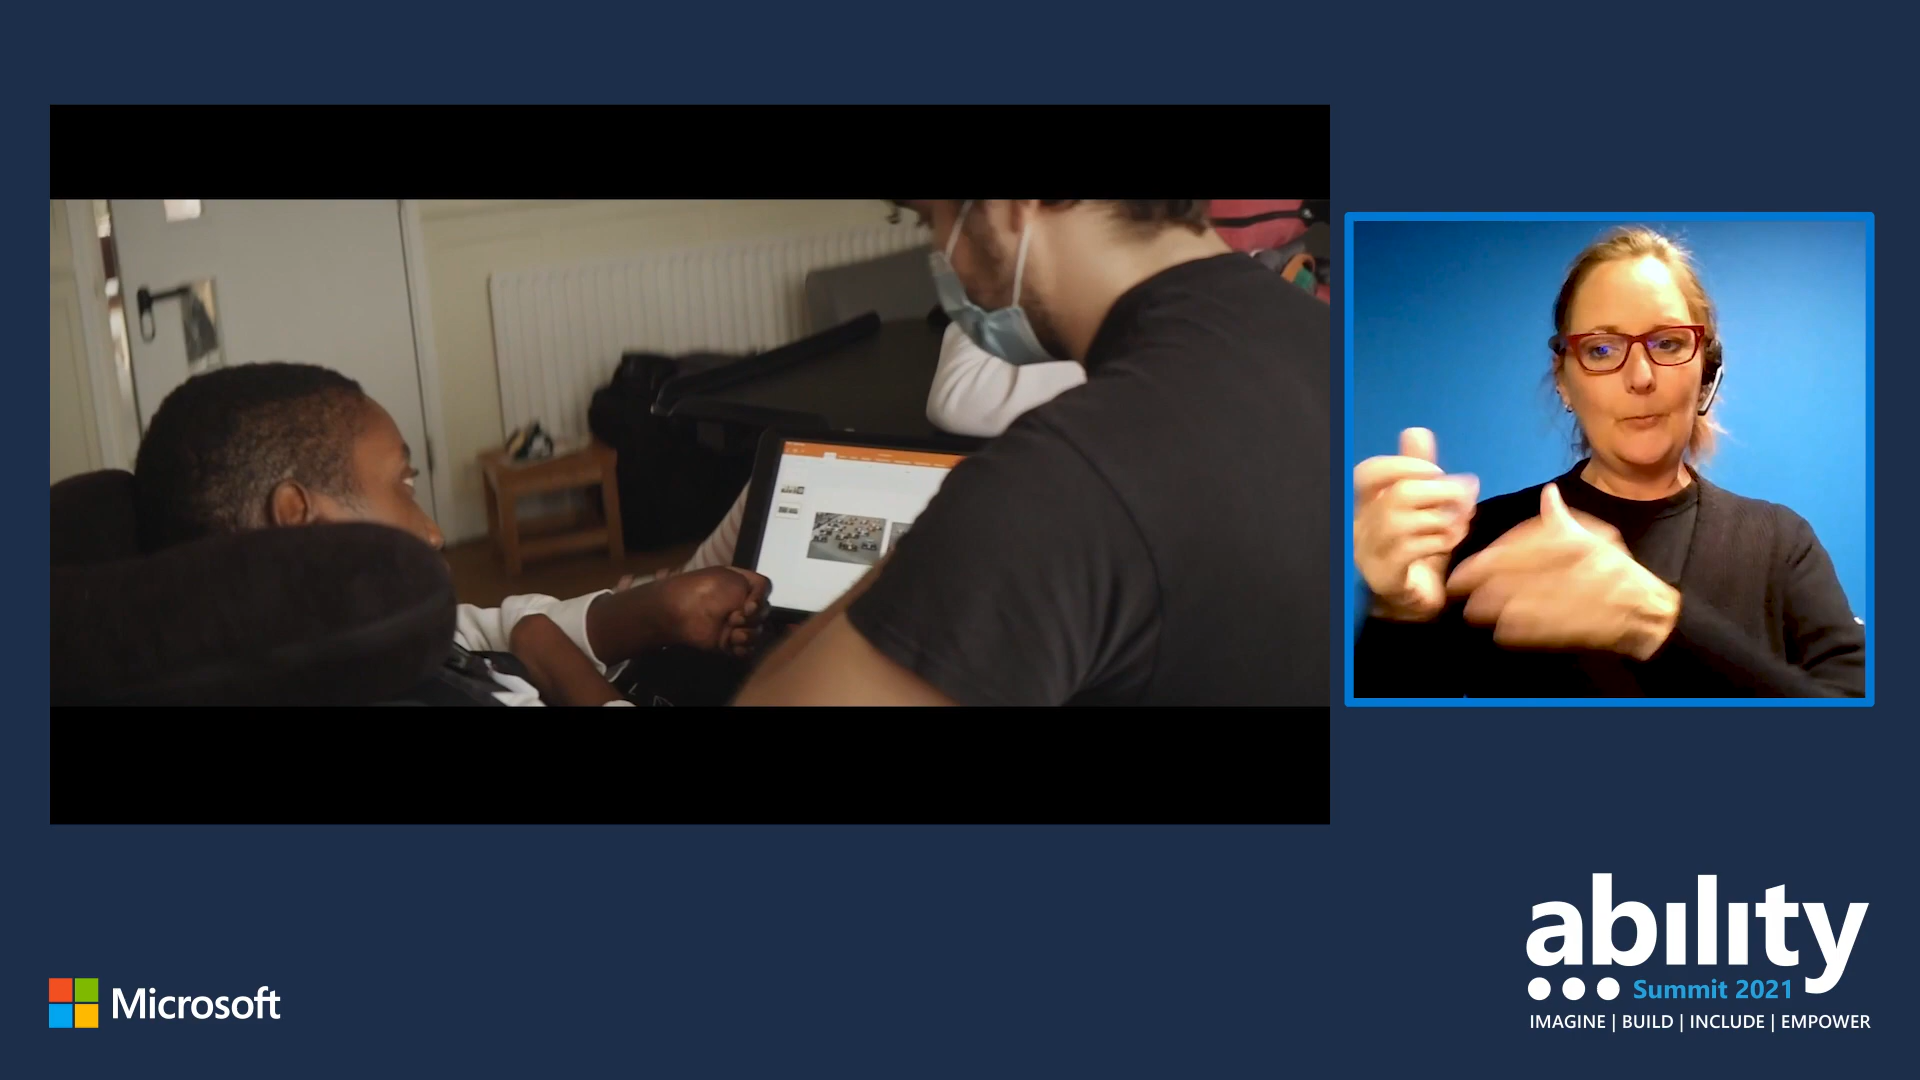 Microsoft
ability
Summit 2021
IMAGINE | BUILD | INCLUDE | EMPOWER